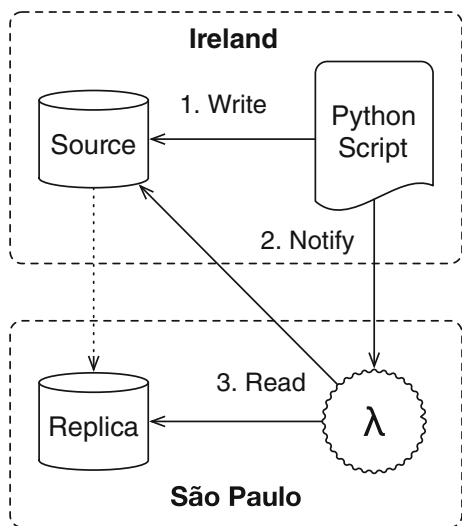 Ireland
1. Write
Source
Python
Script
2. Notify
3. Read
Replica
λ
São Paulo